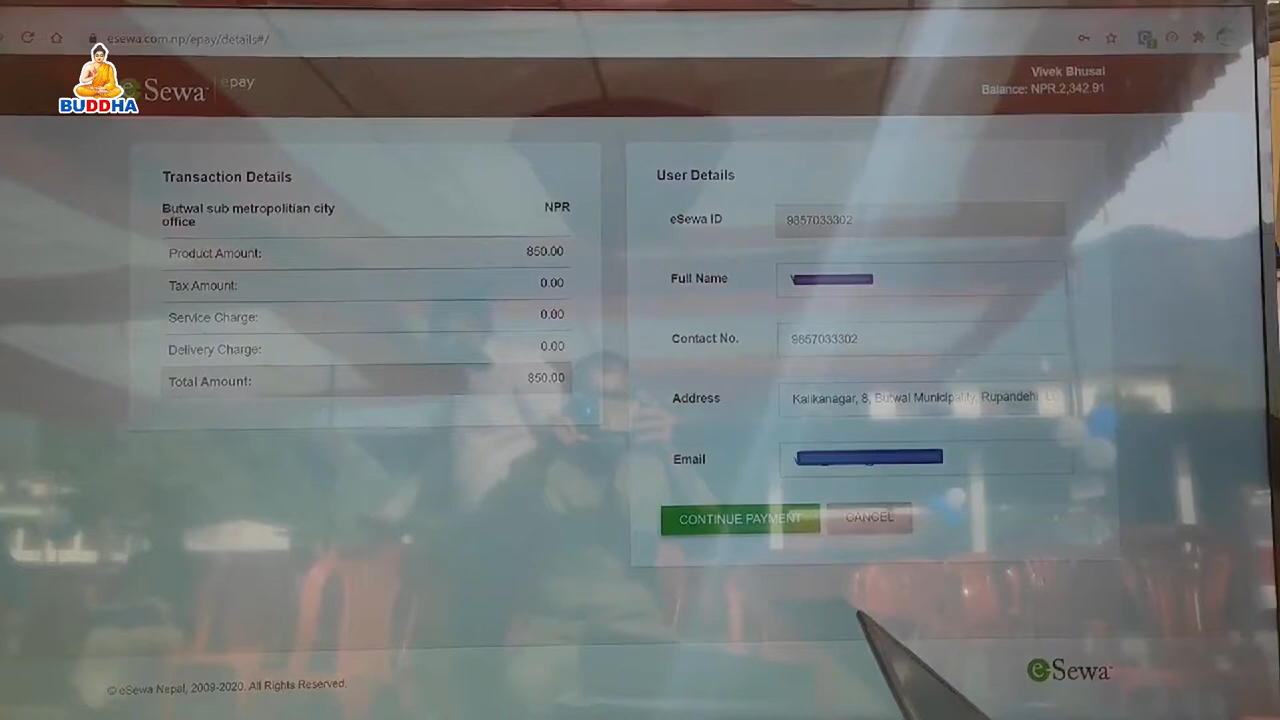 esewa.com.np/epay/details#/
BUDDHA
eSewa epay
Vivek Bhusal
Balance: NPR.2,342.91
Transaction Details
Butwal sub metropolitian city office NPR
Product Amount: 850.00
Tax Amount: 0.00
Service Charge: 0.00
Delivery Charge: 0.00
Total Amount: 850.00
User Details
eSewa ID 9857033302
Full Name
Contact No. 9857033302
Address Kalikanagar, 8, Butwal Municipality, Rupandehi
Email
CONTINUE PAYMENT CANCEL
eSewa
© eSewa Nepal, 2009-2020. All Rights Reserved.